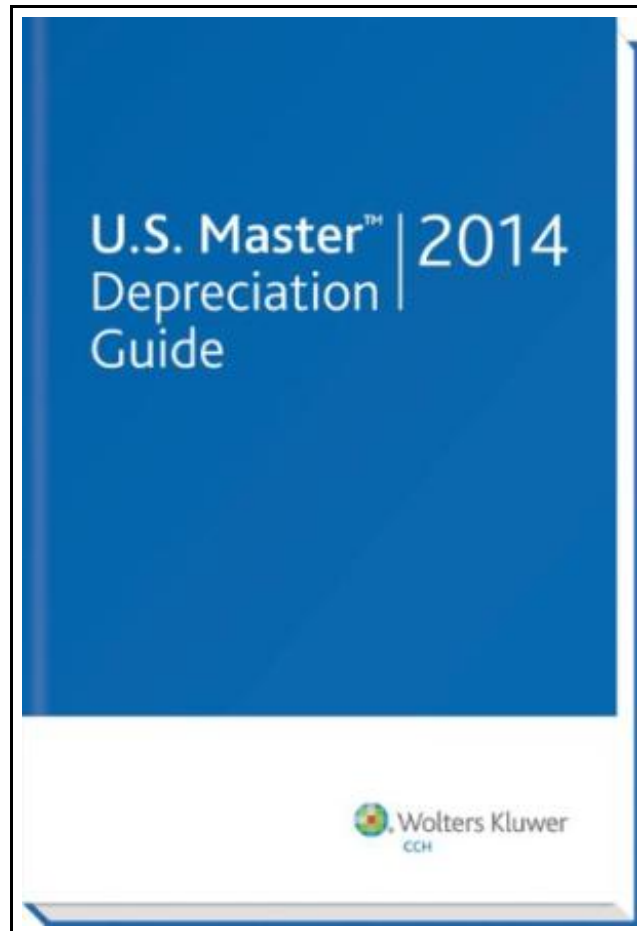 U.S. Master™ | 2014
Depreciation
Guide
Wolters Kluwer
CCH